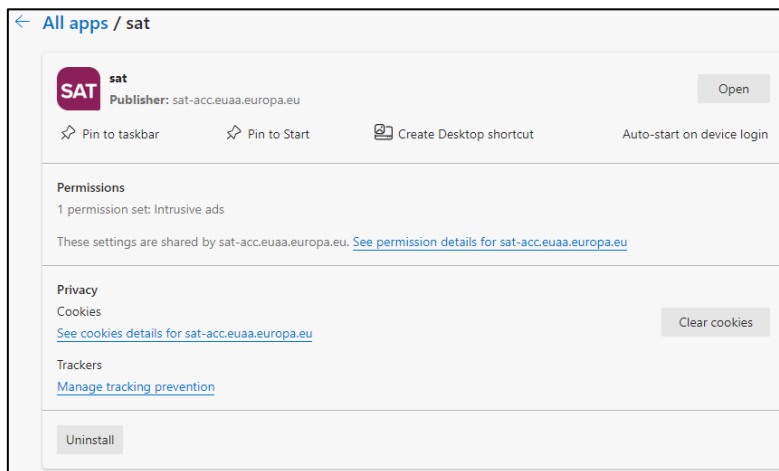 All apps / sat
SAT
sat
Publisher: sat-acc.euaa.europa.eu
Open
Pin to taskbar
Pin to Start
Create Desktop shortcut
Auto-start on device login
Permissions
1 permission set: Intrusive ads
These settings are shared by sat-acc.euaa.europa.eu. See permission details for sat-acc.euaa.europa.eu
Privacy
Cookies
See cookies details for sat-acc.euaa.europa.eu
Clear cookies
Trackers
Manage tracking prevention
Uninstall